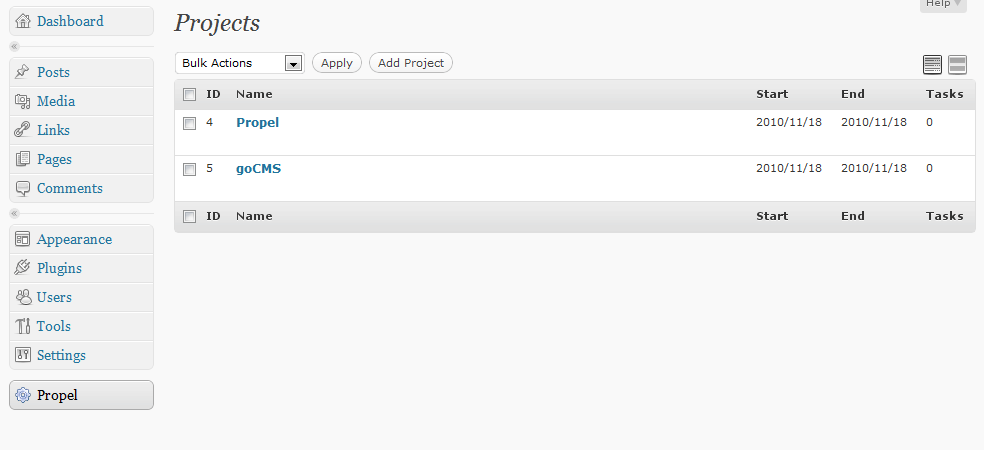 Help
Dashboard
Posts
Media
Links
Pages
Comments
Appearance
Plugins
Users
Tools
Settings
Propel
Projects
Bulk Actions Apply Add Project
ID Name Start End Tasks
4 Propel 2010/11/18 2010/11/18 0
5 goCMS 2010/11/18 2010/11/18 0
ID Name Start End Tasks